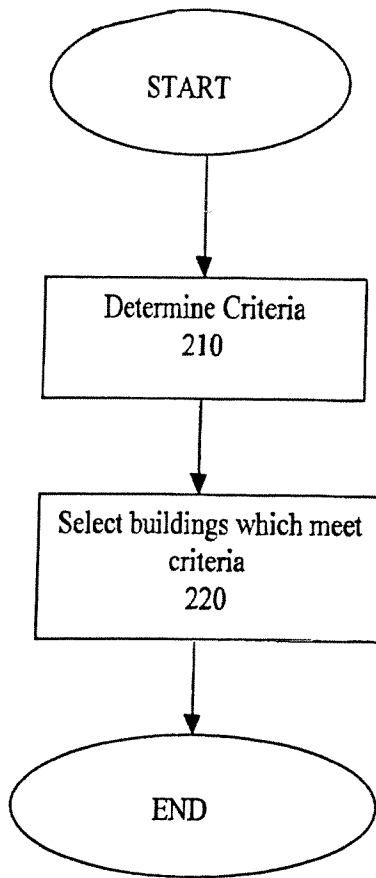 START
Determine Criteria
210
Select buildings which meet
criteria
220
END